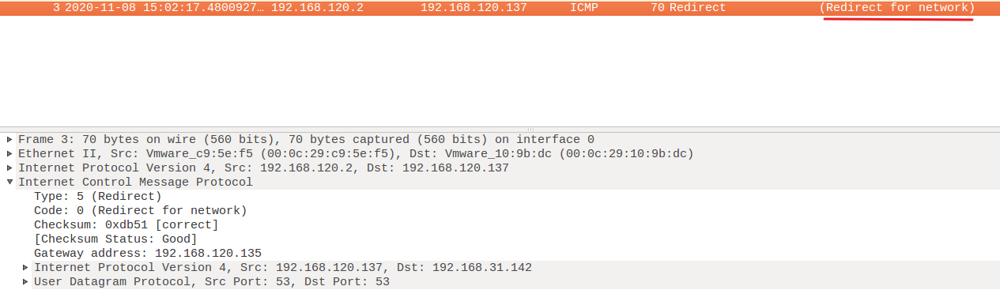 3 2020-11-08 15:02:17.4800927… 192.168.120.2 192.168.120.137 ICMP 70 Redirect (Redirect for network)
Frame 3: 70 bytes on wire (560 bits), 70 bytes captured (560 bits) on interface 0
Ethernet II, Src: Vmware_c9:5e:f5 (00:0c:29:c9:5e:f5), Dst: Vmware_10:9b:dc (00:0c:29:10:9b:dc)
Internet Protocol Version 4, Src: 192.168.120.2, Dst: 192.168.120.137
Internet Control Message Protocol
Type: 5 (Redirect)
Code: 0 (Redirect for network)
Checksum: 0xdb51 [correct]
[Checksum Status: Good]
Gateway address: 192.168.120.135
Internet Protocol Version 4, Src: 192.168.120.137, Dst: 192.168.31.142
User Datagram Protocol, Src Port: 53, Dst Port: 53